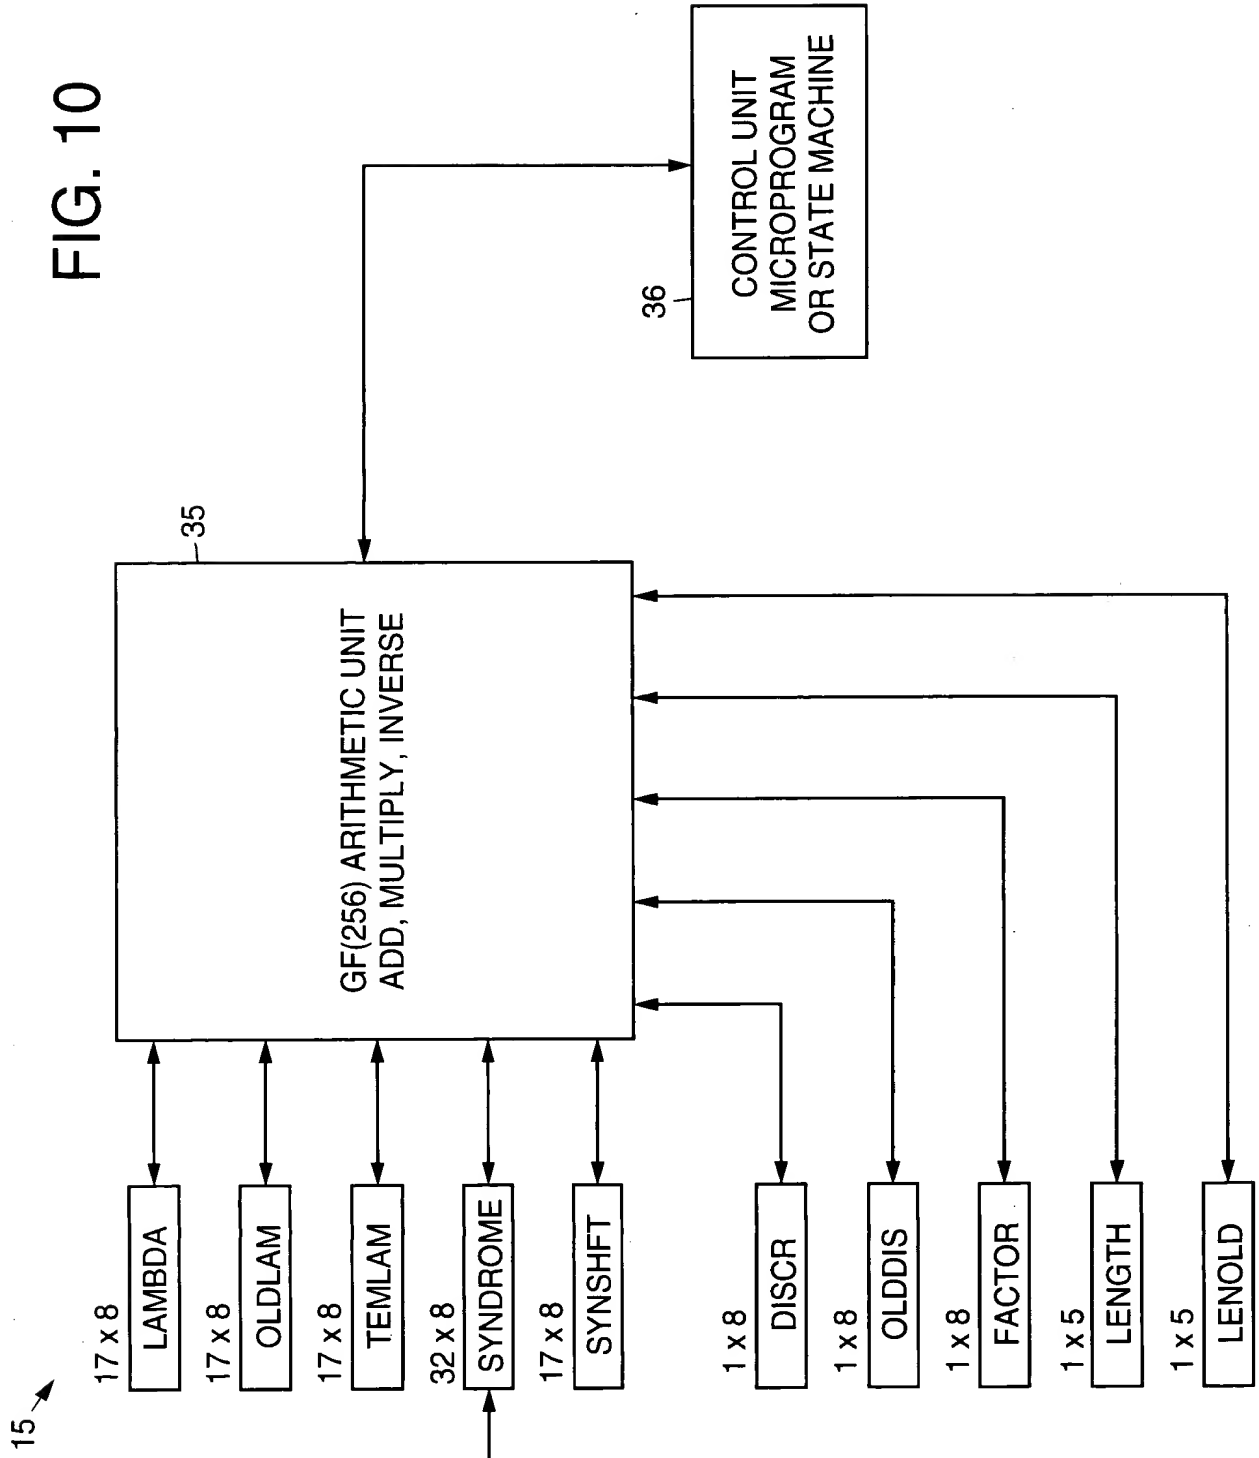 FIG. 10
15
17 x 8
LAMBDA
17 x 8
OLDLAM
17 x 8
TEMLAM
32 x 8
SYNDROME
17 x 8
SYNSHFT
1 x 8
DISCR
1 x 8
OLDDIS
1 x 8
FACTOR
1 x 5
LENGTH
1 x 5
LENOLD
35
GF(256) ARITHMETIC UNIT
ADD, MULTIPLY, INVERSE
36
CONTROL UNIT
MICROPROGRAM
OR STATE MACHINE